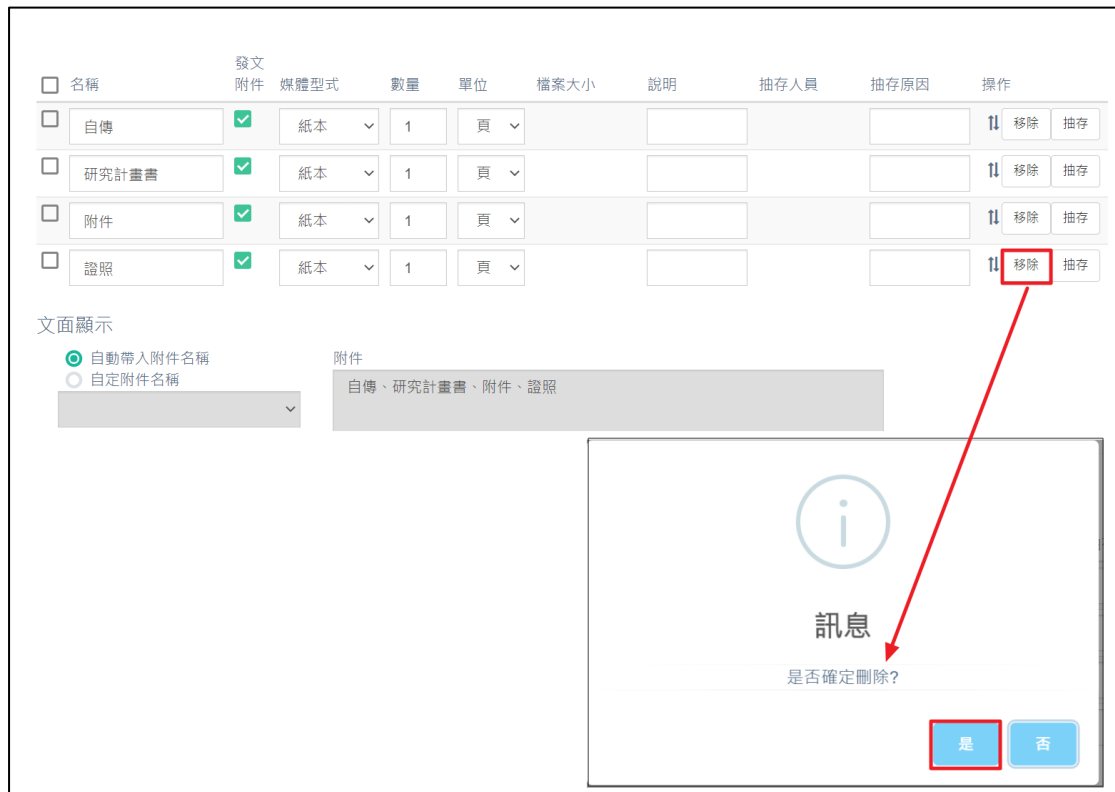 名稱 發文附件 媒體型式 數量 單位 檔案大小 說明 抽存人員 抽存原因 操作
自傳 紙本 1 頁 移除 抽存
研究計畫書 紙本 1 頁 移除 抽存
附件 紙本 1 頁 移除 抽存
證照 紙本 1 頁 移除 抽存
文面顯示
自動帶入附件名稱
自定附件名稱
附件
自傳、研究計畫書、附件、證照
訊息
是否確定刪除?
是 否